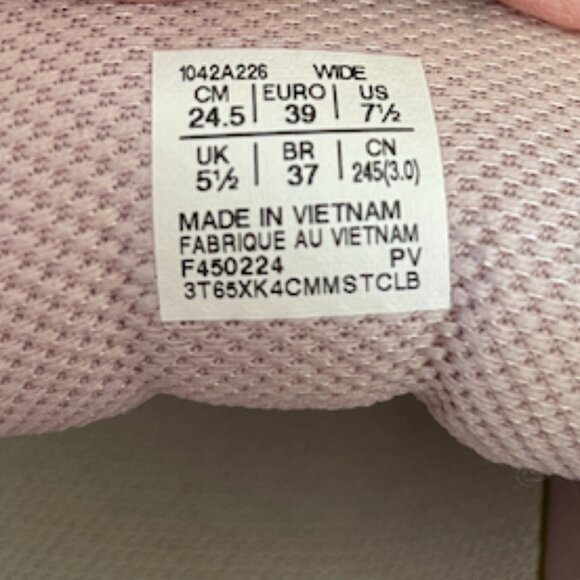 1042A226 WIDE
CM | EURO | US
24.5 | 39 | 7½
UK | BR | CN
5½ | 37 | 245(3.0)
MADE IN VIETNAM
FABRIQUE AU VIETNAM
F450224 PV
3T65XK4CMMSTCLB